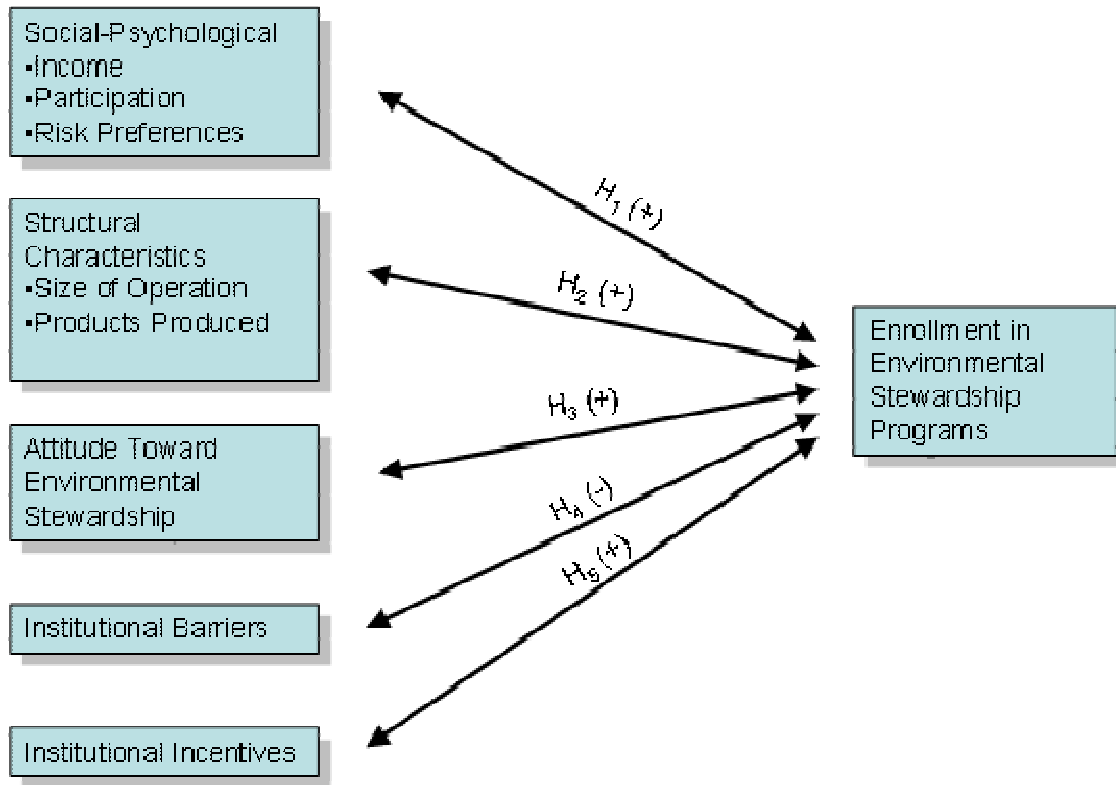 Social-Psychological
▪Income
▪Participation
▪Risk Preferences
H₁ (+)
Structural
Characteristics
▪Size of Operation
▪Products Produced
H₂ (+)
Enrollment in
Environmental
Stewardship
Programs
H₃ (+)
Attitude Toward
Environmental
Stewardship
H₄ (-)
H₅ (+)
Institutional Barriers
Institutional Incentives